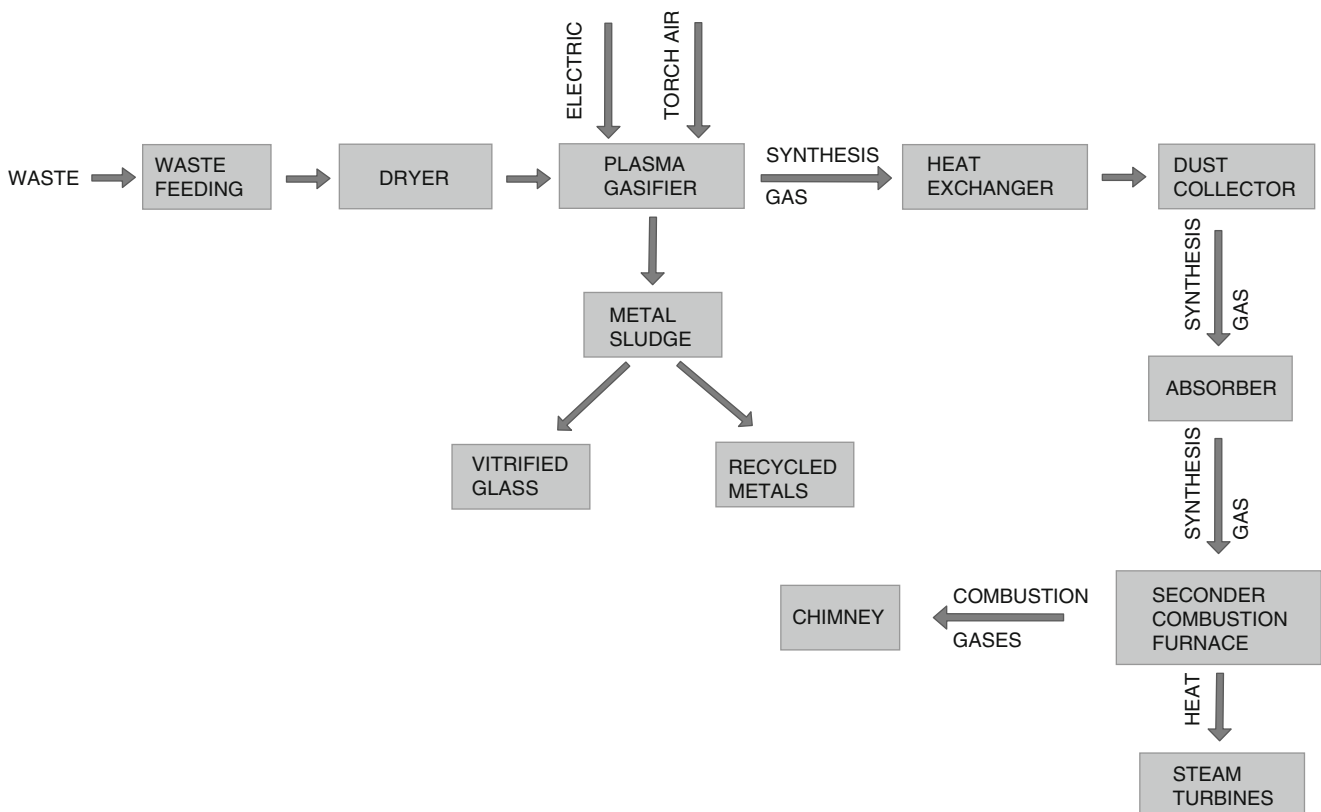 ELECTRIC
TORCH AIR
WASTE
WASTE
FEEDING
DRYER
PLASMA
GASIFIER
SYNTHESIS
GAS
HEAT
EXCHANGER
DUST
COLLECTOR
SYNTHESIS
GAS
METAL
SLUDGE
ABSORBER
VITRIFIED
GLASS
RECYCLED
METALS
SYNTHESIS
GAS
CHIMNEY
COMBUSTION
GASES
SECONDER
COMBUSTION
FURNACE
HEAT
STEAM
TURBINES